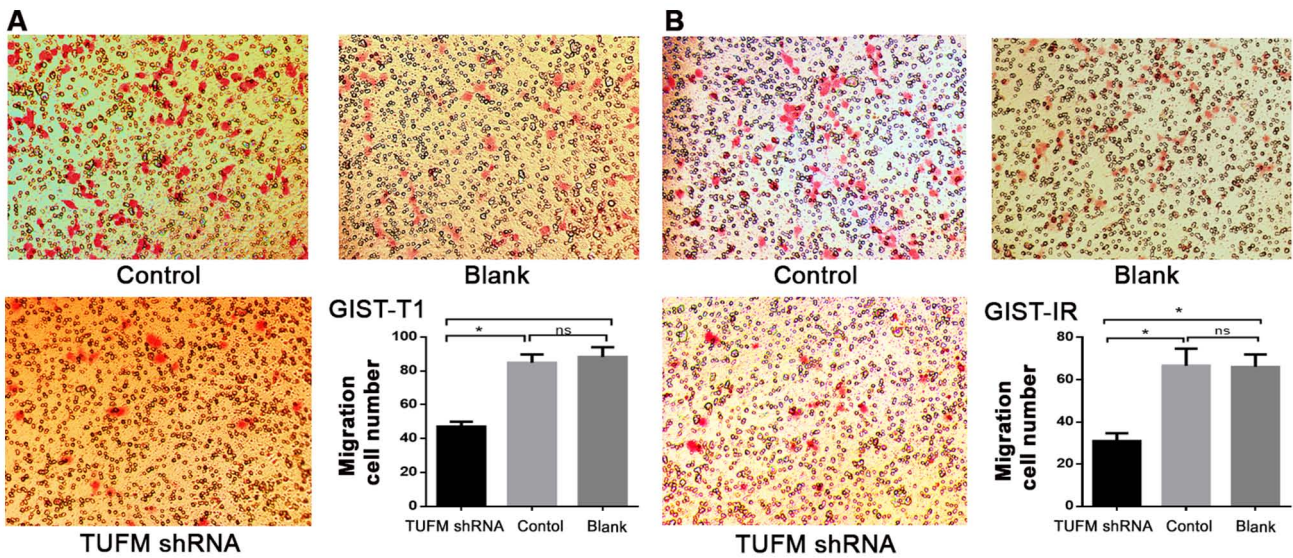 A
Control
Blank
TUFM shRNA
GIST-T1
Migration
cell number
100
80
60
40
20
0
*
ns
TUFM shRNA
Contol
Blank
B
Control
Blank
TUFM shRNA
GIST-IR
Migration
cell number
80
60
40
20
0
*
*
ns
TUFM shRNA
Contol
Blank